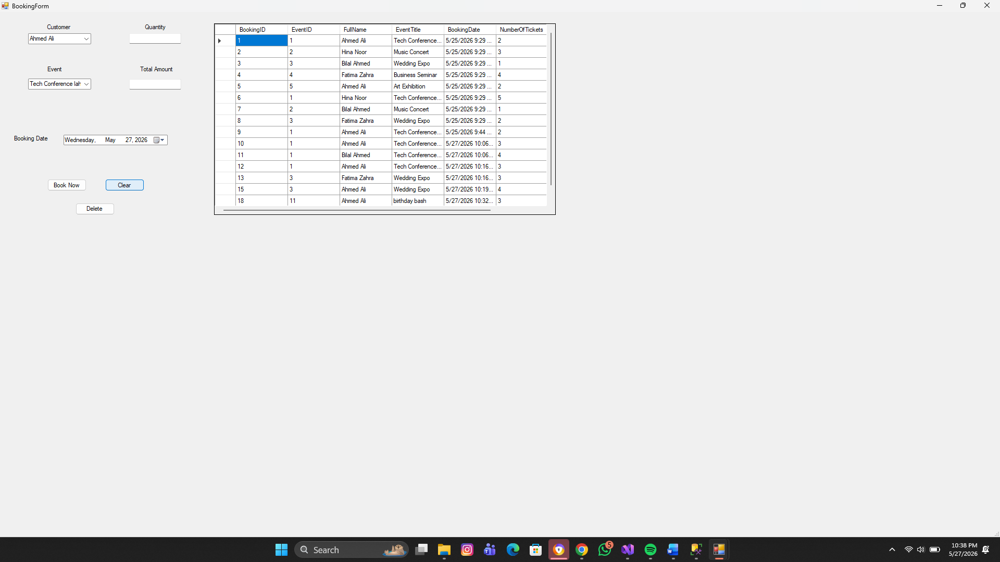 BookingForm
Customer
Quantity
Ahmed Ali
Event
Total Amount
Tech Conference lah
Booking Date
Wednesday, May 27, 2026
Book Now
Clear
Delete
BookingID EventID FullName EventTitle BookingDate NumberOfTickets
1 1 Ahmed Ali Tech Conference... 5/25/2026 9:29 ... 2
2 2 Hina Noor Music Concert 5/25/2026 9:29 ... 3
3 3 Bilal Ahmed Wedding Expo 5/25/2026 9:29 ... 1
4 4 Fatima Zahra Business Seminar 5/25/2026 9:29 ... 4
5 5 Ahmed Ali Art Exhibition 5/25/2026 9:29 ... 2
6 1 Hina Noor Tech Conference... 5/25/2026 9:29 ... 5
7 2 Bilal Ahmed Music Concert 5/25/2026 9:29 ... 1
8 3 Fatima Zahra Wedding Expo 5/25/2026 9:29 ... 2
9 1 Ahmed Ali Tech Conference... 5/25/2026 9:44 ... 2
10 1 Ahmed Ali Tech Conference... 5/27/2026 10:06... 3
11 1 Bilal Ahmed Tech Conference... 5/27/2026 10:06... 4
12 1 Ahmed Ali Tech Conference... 5/27/2026 10:16... 3
13 3 Fatima Zahra Wedding Expo 5/27/2026 10:16... 3
15 3 Ahmed Ali Wedding Expo 5/27/2026 10:19... 4
18 11 Ahmed Ali birthday bash 5/27/2026 10:32... 3
Search
5
10:38 PM
5/27/2026